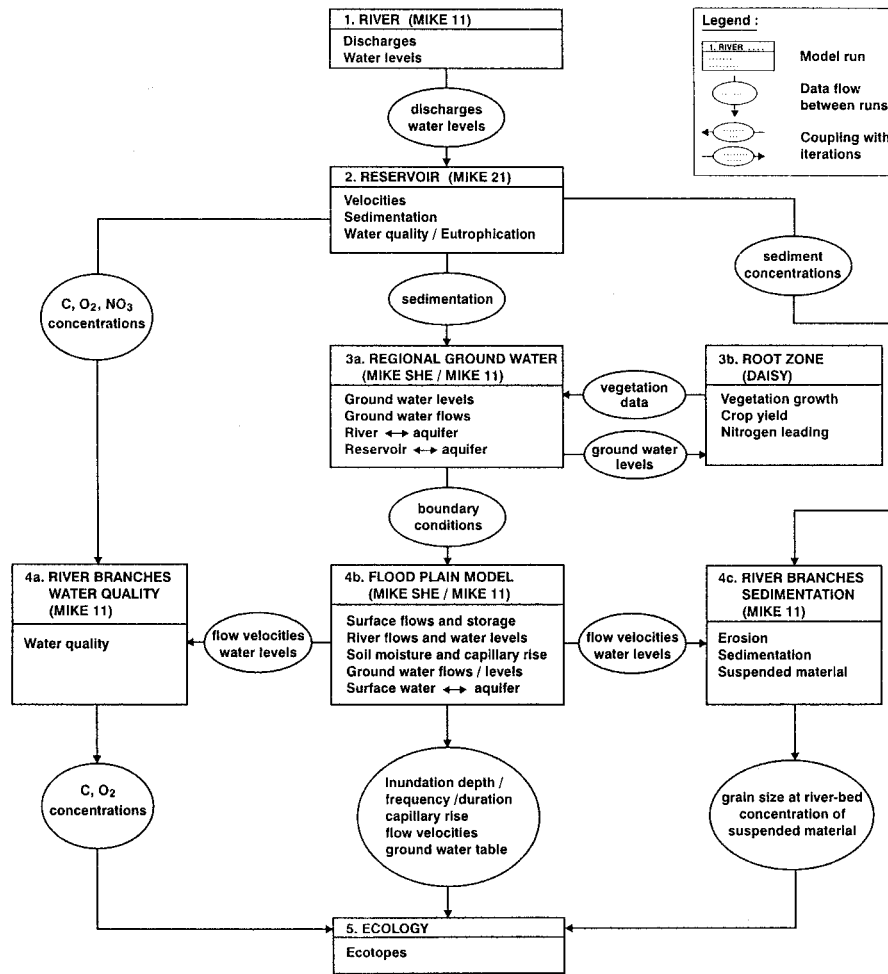 1. RIVER (MIKE 11)
Discharges
Water levels
Legend :
1. RIVER . . . .
Model run
Data flow
between runs
Coupling with
iterations
discharges
water levels
2. RESERVOIR (MIKE 21)
Velocities
Sedimentation
Water quality / Eutrophication
C, O2, NO3
concentrations
sedimentation
sediment
concentrations
3a. REGIONAL GROUND WATER
(MIKE SHE / MIKE 11)
Ground water levels
Ground water flows
River ↔ aquifer
Reservoir ↔ aquifer
vegetation
data
ground water
levels
3b. ROOT ZONE
(DAISY)
Vegetation growth
Crop yield
Nitrogen leading
boundary
conditions
4a. RIVER BRANCHES
WATER QUALITY
(MIKE 11)
Water quality
flow velocities
water levels
4b. FLOOD PLAIN MODEL
(MIKE SHE / MIKE 11)
Surface flows and storage
River flows and water levels
Soil moisture and capillary rise
Ground water flows / levels
Surface water ↔ aquifer
flow velocities
water levels
4c. RIVER BRANCHES
SEDIMENTATION
(MIKE 11)
Erosion
Sedimentation
Suspended material
C, O2
concentrations
Inundation depth /
frequency /duration
capillary rise
flow velocities
ground water table
grain size at river-bed
concentration of
suspended material
5. ECOLOGY
Ecotopes